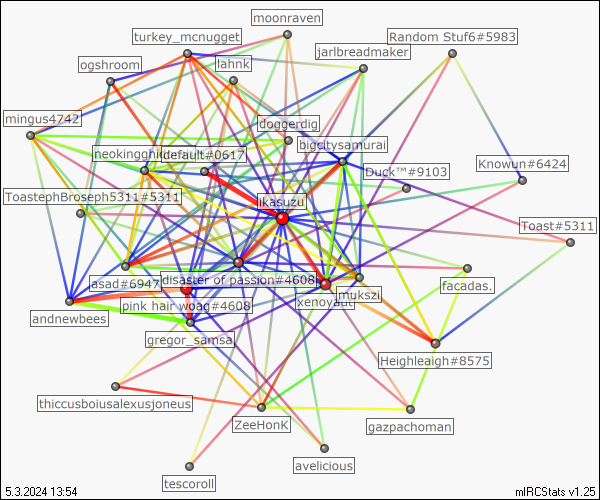 moonraven
turkey_mcnugget
Random Stuf6#5983
jarlbreadmaker
ogshroom
lahnk
mingus4742
doggerdig
bigcitysamurai
default#0617
Knowun#6424
Duck™#9103
ToastephBroseph5311#5311
ikasuzu
Toast#5311
asad#6947
disaster of passion#4608
facadas.
mukszi
pink hair woag#4608
andnewbees
gregor_samsa
Heighleaigh#8575
thiccusboiusalexusjoneus
ZeeHonK
gazpachoman
avelicious
tescoroll
5.3.2024 13:54
mIRCStats v1.25